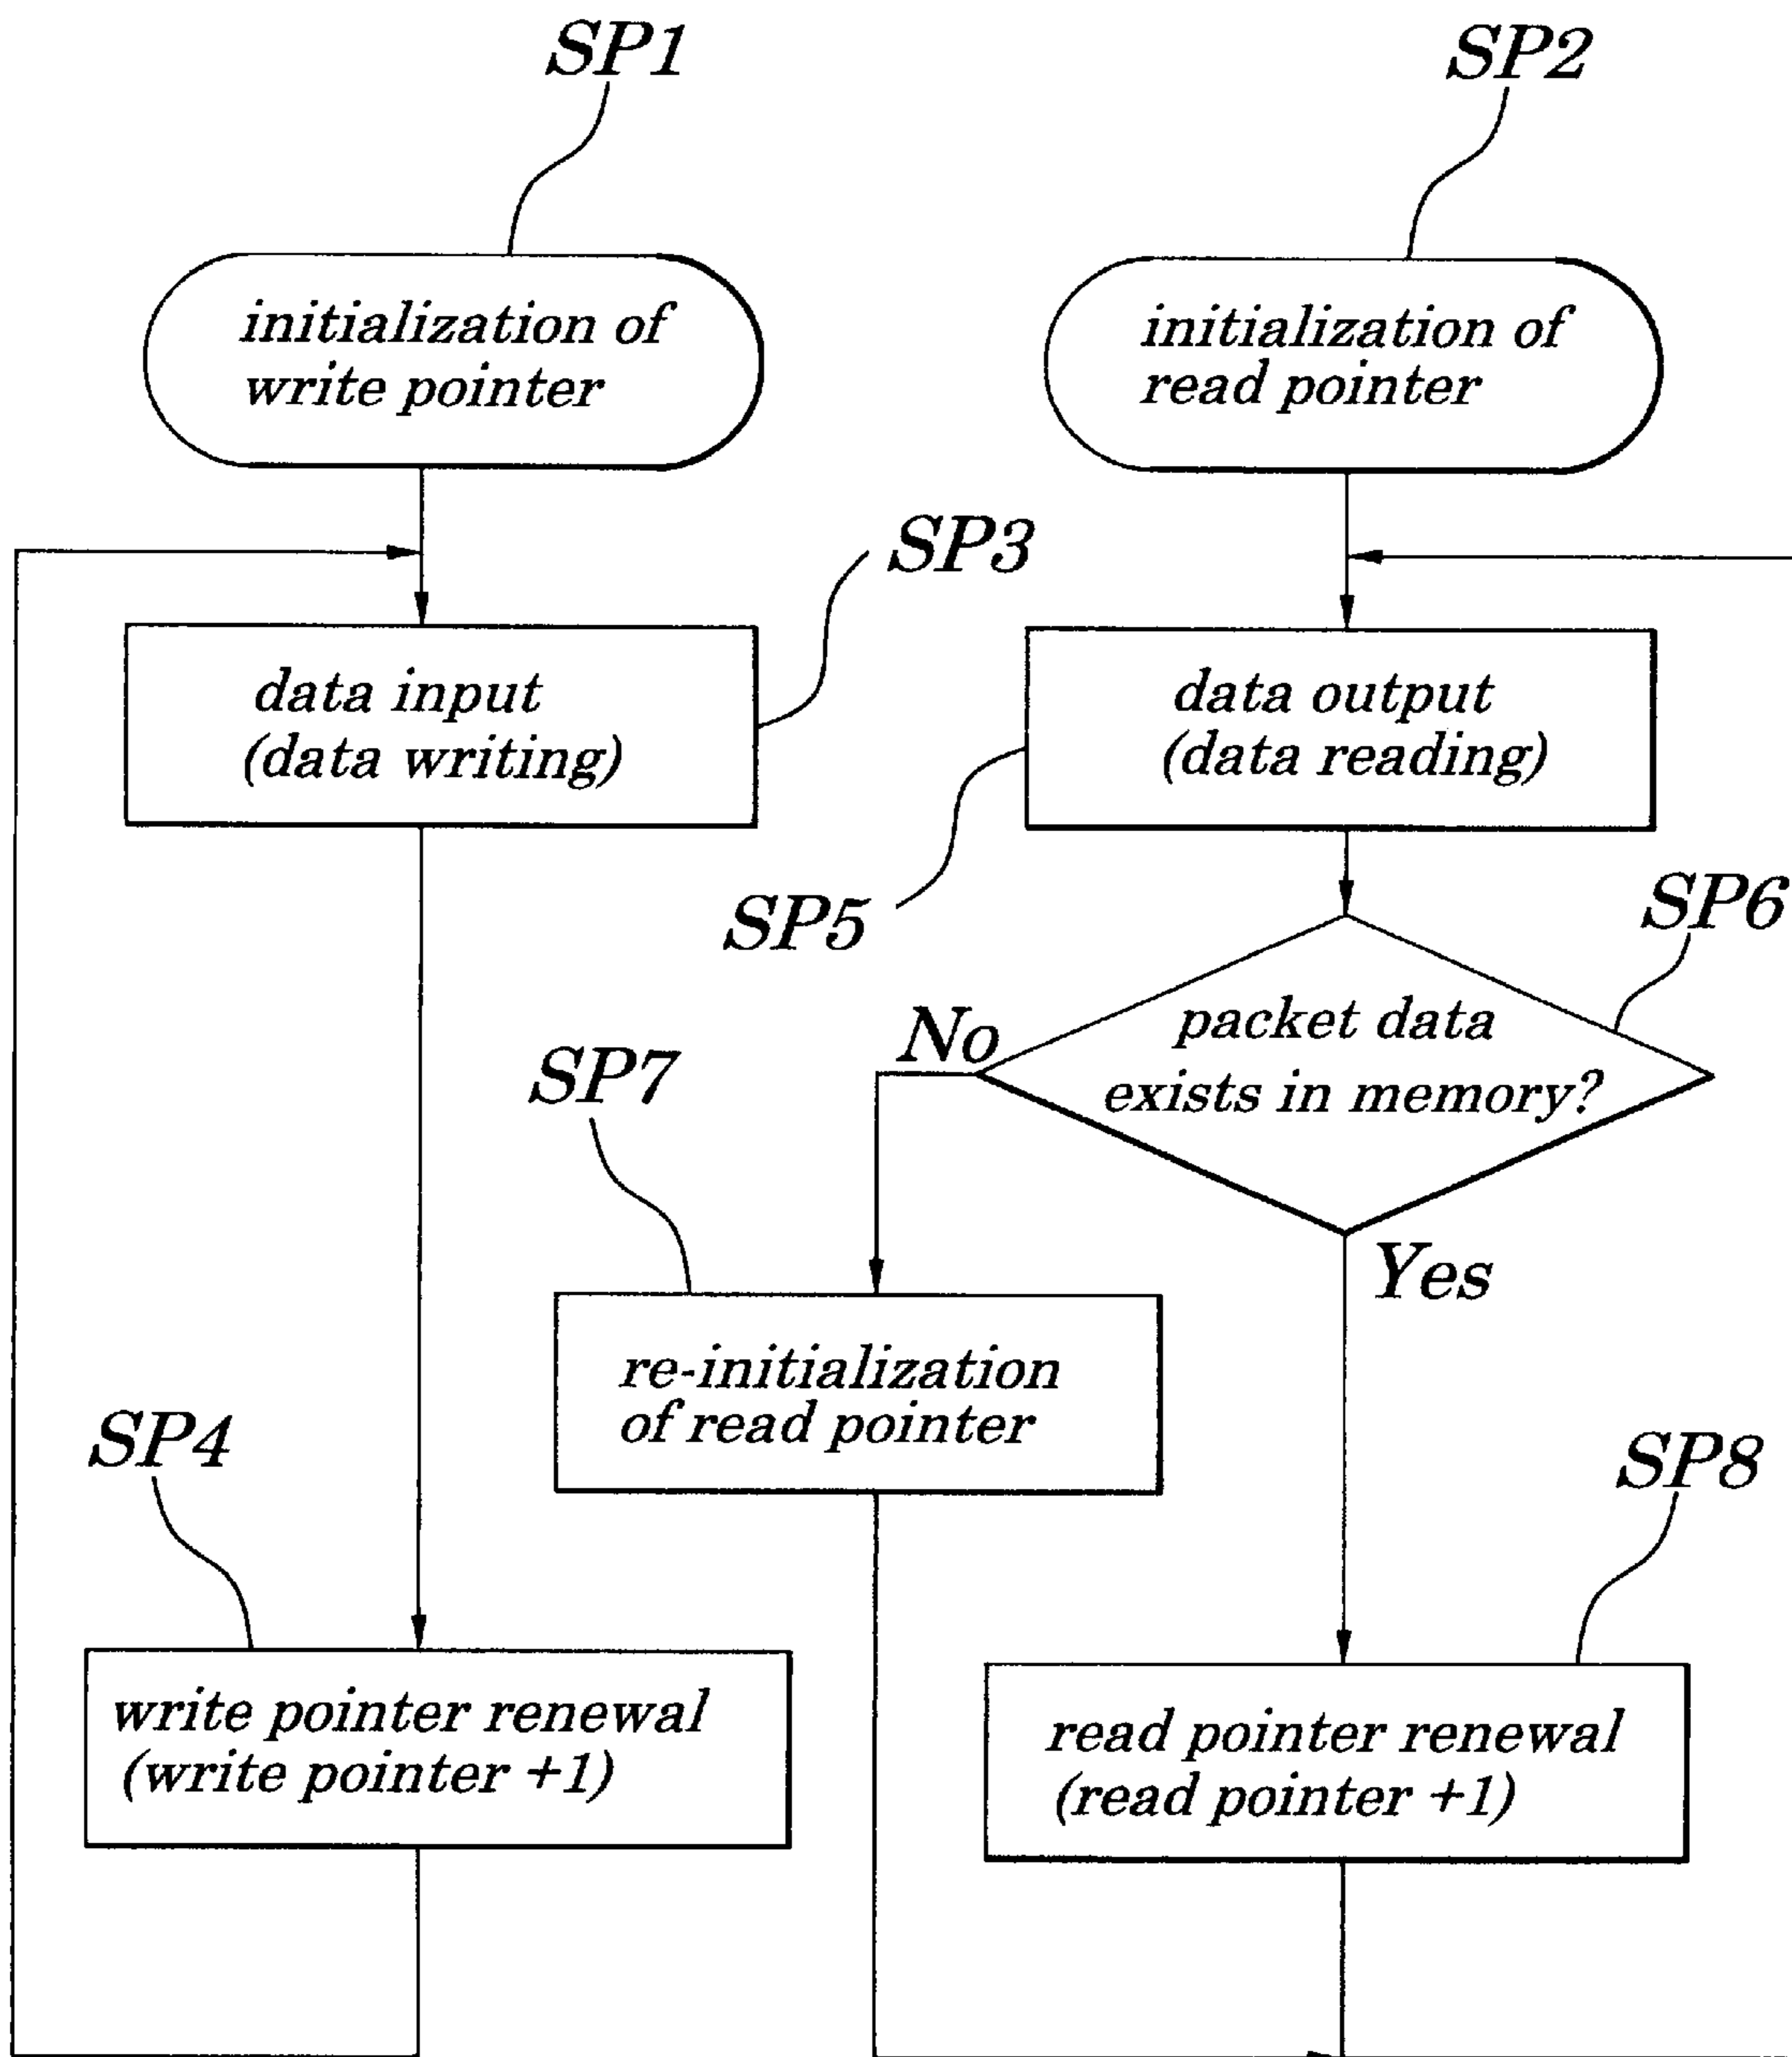 SP1
SP2
initialization of
write pointer
initialization of
read pointer
SP3
data input
(data writing)
data output
(data reading)
SP5
SP6
packet data
exists in memory?
No
SP7
Yes
re-initialization
of read pointer
SP4
SP8
write pointer renewal
(write pointer +1)
read pointer renewal
(read pointer +1)